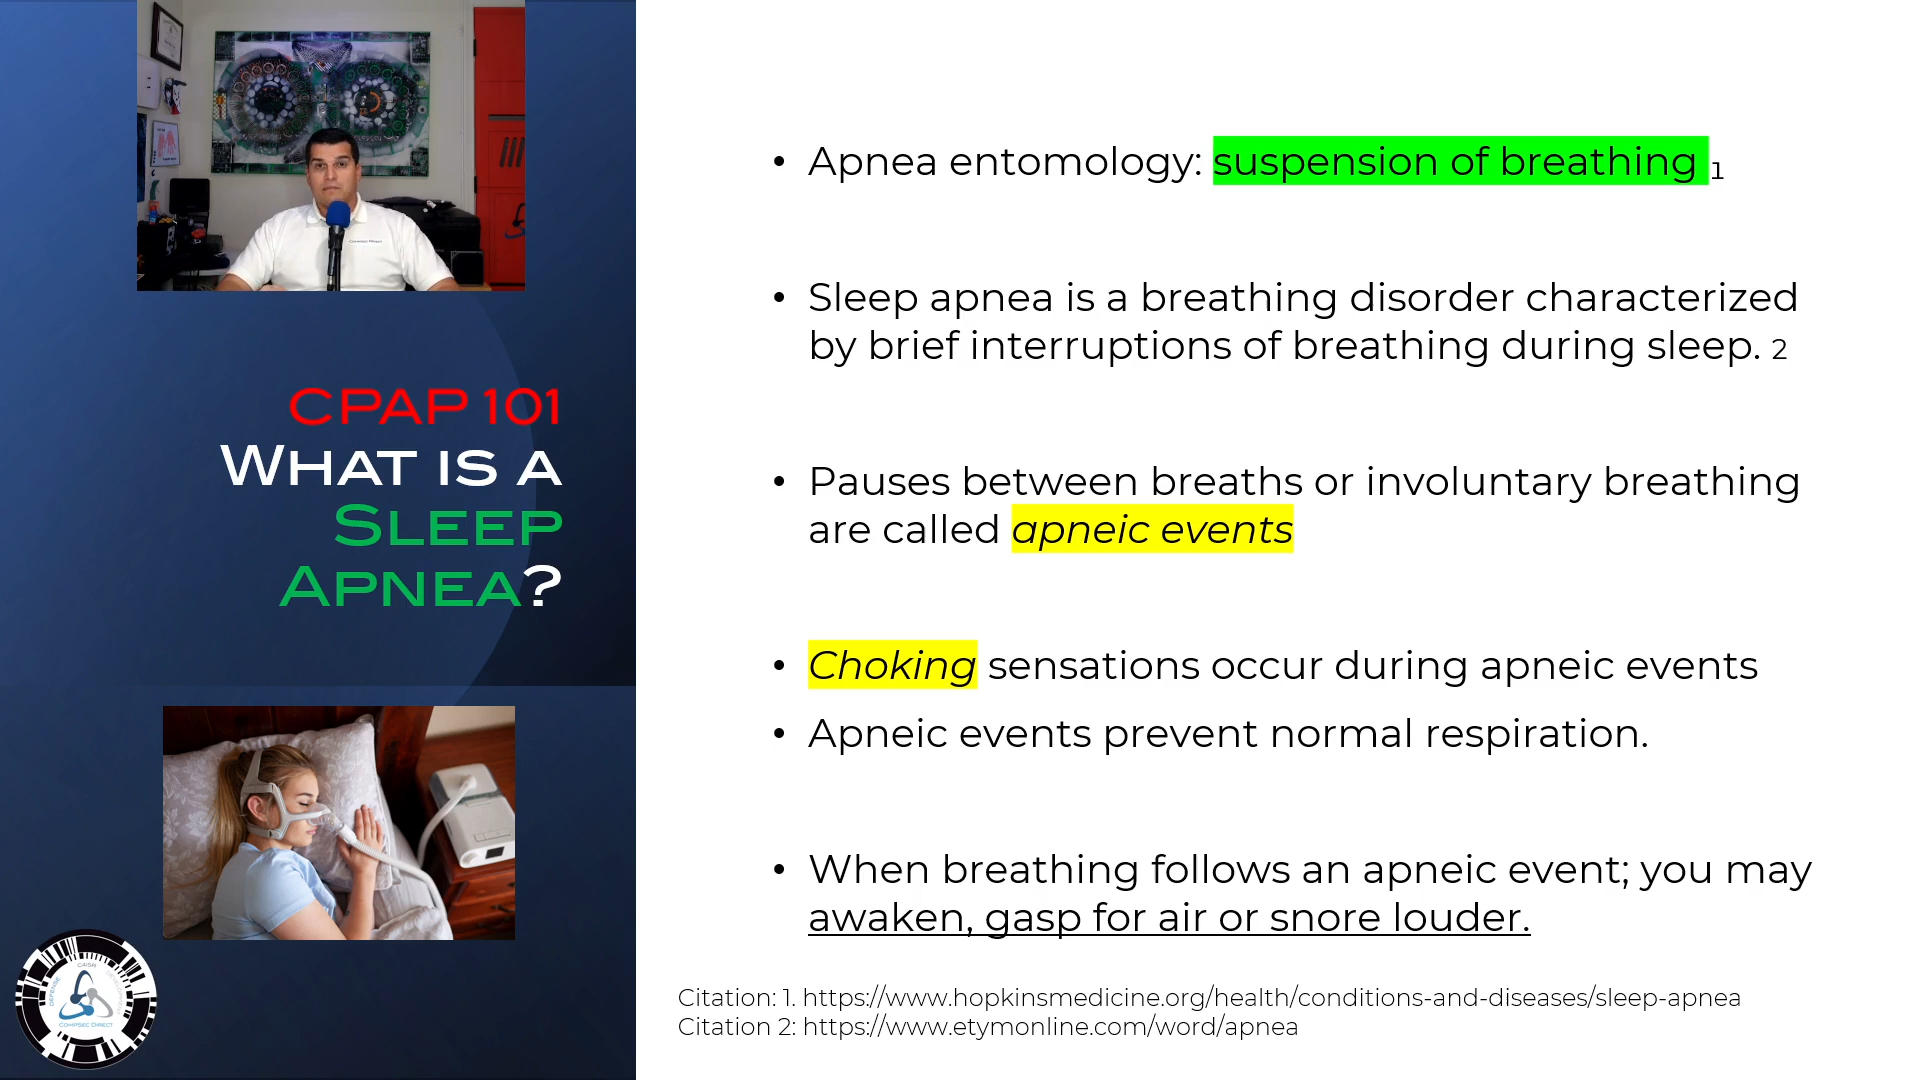 CPAP 101
WHAT IS A
SLEEP
APNEA?
• Apnea entomology: suspension of breathing 1
• Sleep apnea is a breathing disorder characterized
by brief interruptions of breathing during sleep. 2
• Pauses between breaths or involuntary breathing
are called apneic events
• Choking sensations occur during apneic events
• Apneic events prevent normal respiration.
• When breathing follows an apneic event; you may
awaken, gasp for air or snore louder.
Citation: 1. https://www.hopkinsmedicine.org/health/conditions-and-diseases/sleep-apnea
Citation 2: https://www.etymonline.com/word/apnea
DEFENSE
COMPSEC DIRECT